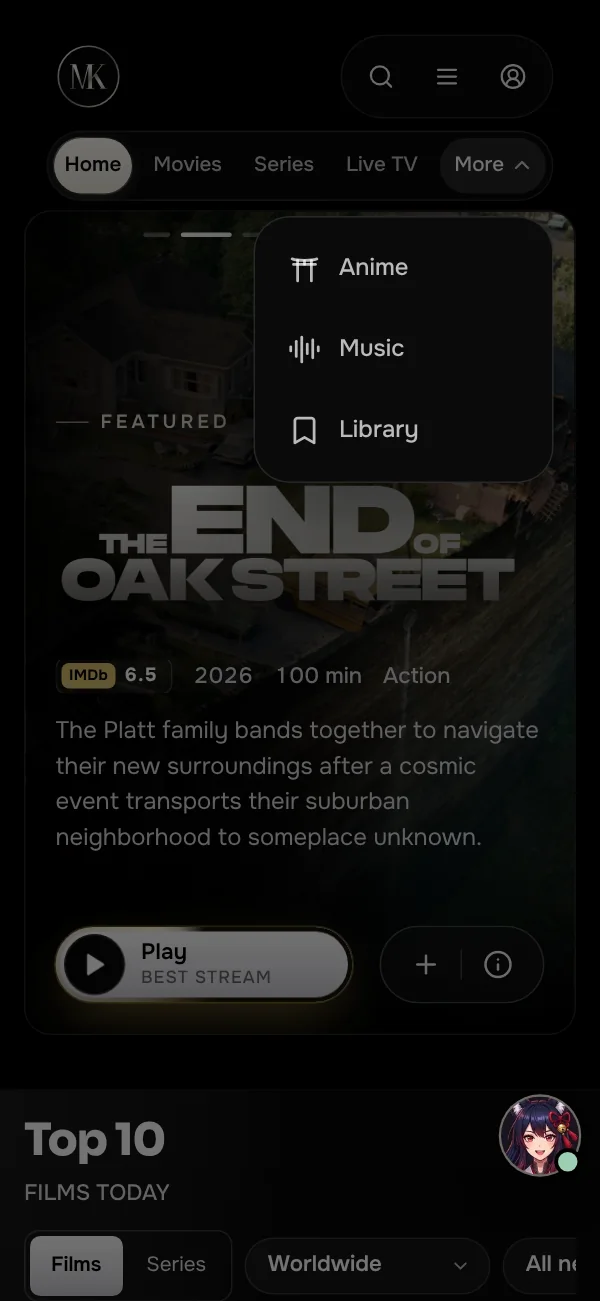 MK
Home Movies Series Live TV More
Anime
Music
Library
FEATURED
THE END OF
OAK STREET
IMDb 6.5 2026 100 min Action
The Platt family bands together to navigate
their new surroundings after a cosmic
event transports their suburban
neighborhood to someplace unknown.
Play
BEST STREAM
Top 10
FILMS TODAY
Films Series Worldwide All